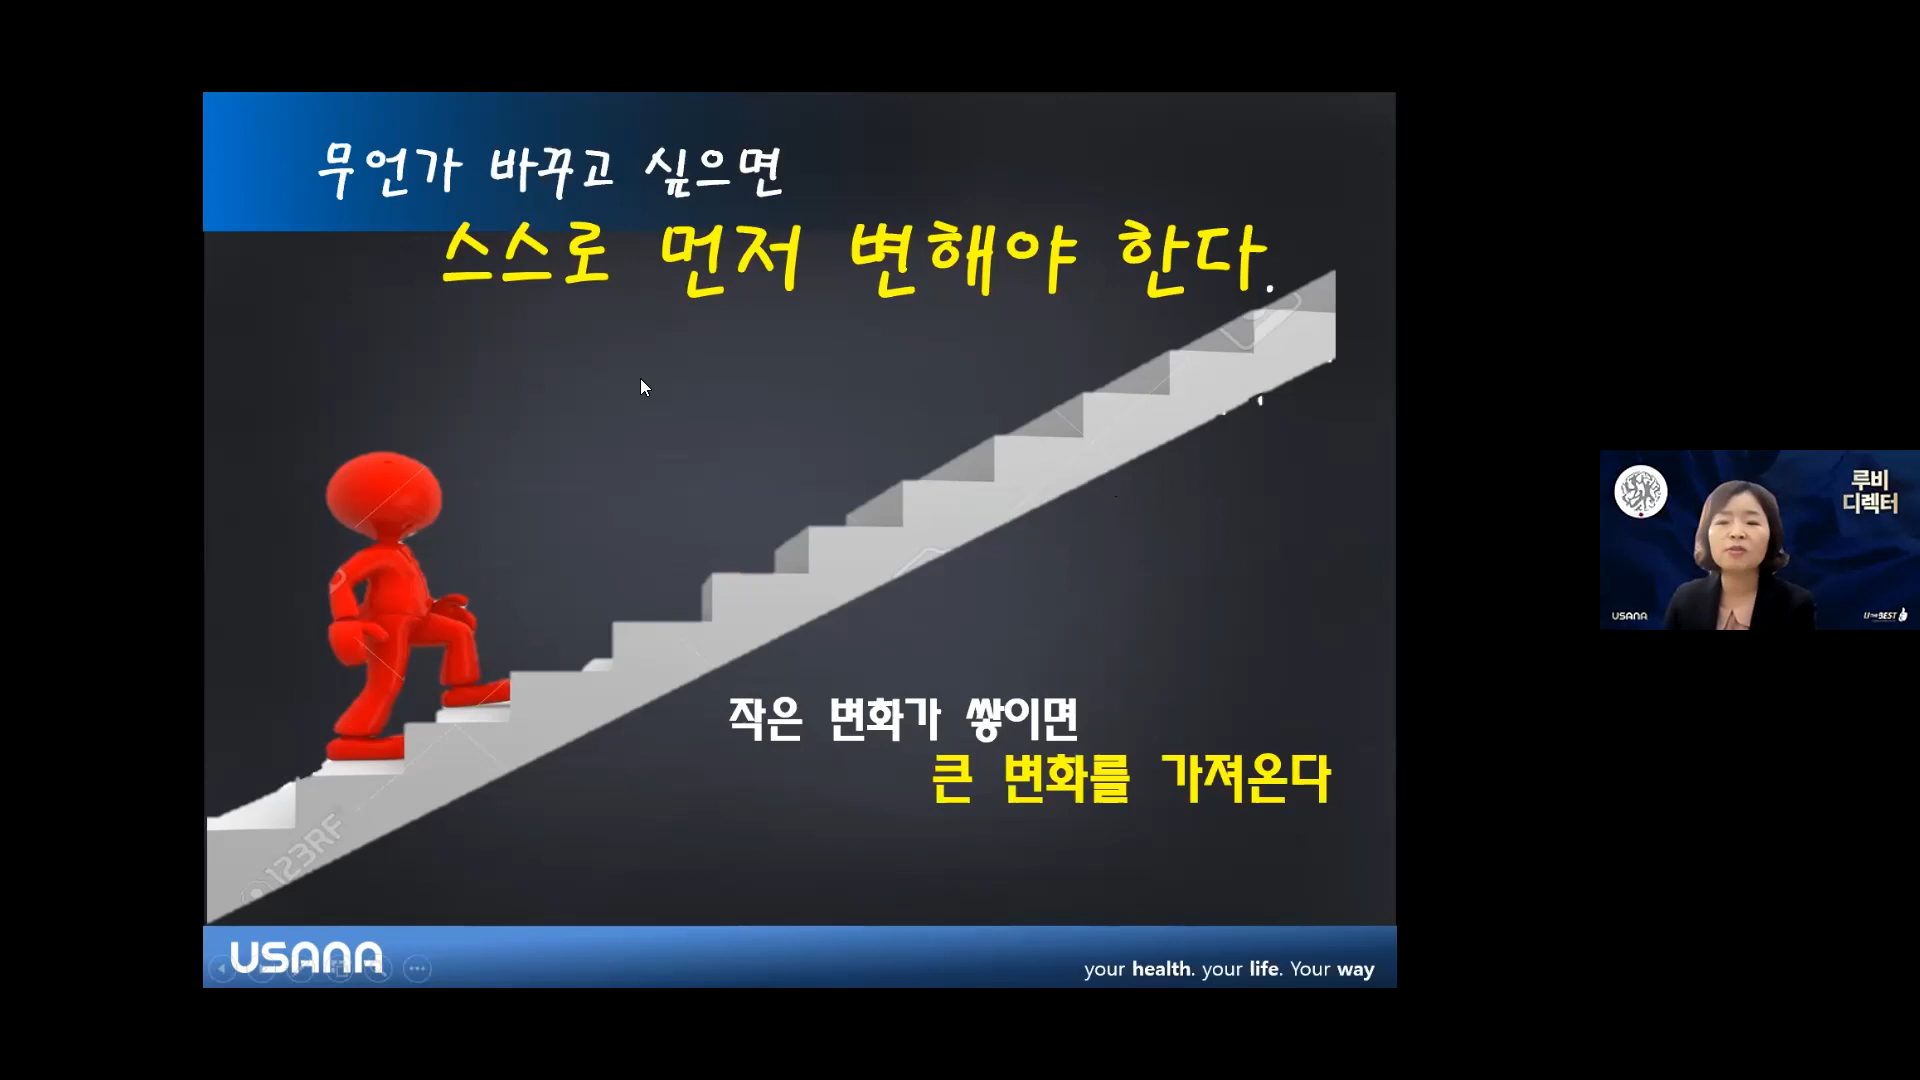 무언가 바꾸고 싶으면
스스로 먼저 변해야 한다.
작은 변화가 쌓이면
큰 변화를 가져온다
123RF
USANA
your health. your life. Your way
루비
디렉터
USANA
U THE BEST